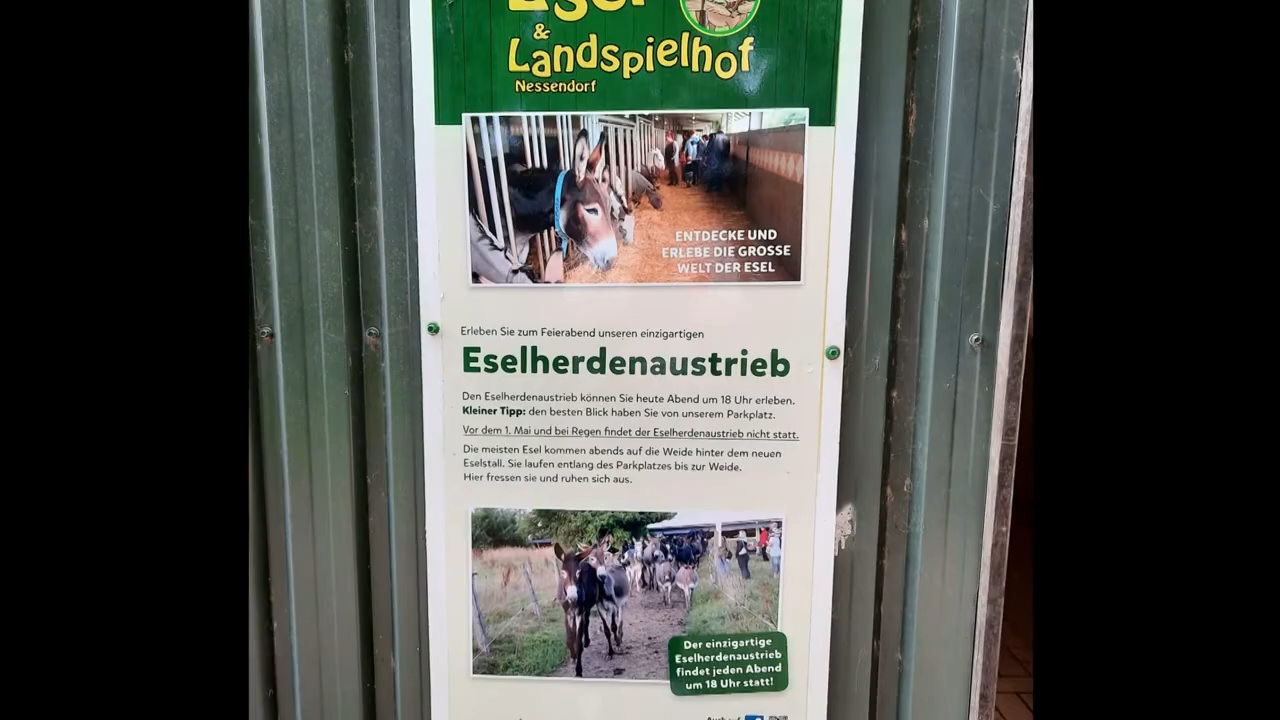 Esel
&
Landspielhof
Nessendorf
ENTDECKE UND
ERLEBE DIE GROSSE
WELT DER ESEL
Erleben Sie zum Feierabend unseren einzigartigen
Eselherdenaustrieb
Den Eselherdenaustrieb können Sie heute Abend um 18 Uhr erleben.
Kleiner Tipp: den besten Blick haben Sie von unserem Parkplatz.
Vor dem 1. Mai und bei Regen findet der Eselherdenaustrieb nicht statt.
Die meisten Esel kommen abends auf die Weide hinter dem neuen
Eselstall. Sie laufen entlang des Parkplatzes bis zur Weide.
Hier fressen sie und ruhen sich aus.
Der einzigartige
Eselherdenaustrieb
findet jeden Abend
um 18 Uhr statt!
Auch auf